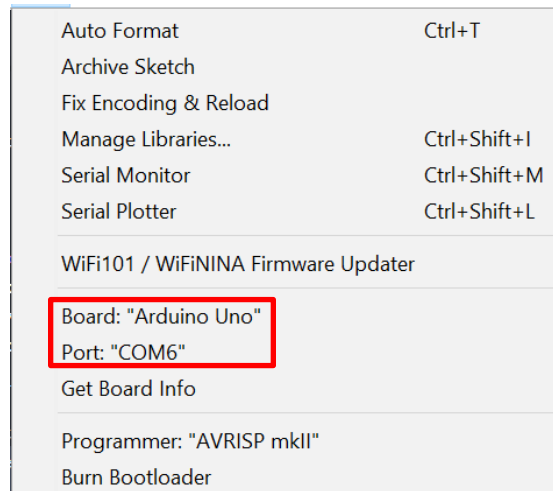 Auto Format Ctrl+T
Archive Sketch
Fix Encoding & Reload
Manage Libraries... Ctrl+Shift+I
Serial Monitor Ctrl+Shift+M
Serial Plotter Ctrl+Shift+L
WiFi101 / WiFiNINA Firmware Updater
Board: "Arduino Uno"
Port: "COM6"
Get Board Info
Programmer: "AVRISP mkII"
Burn Bootloader